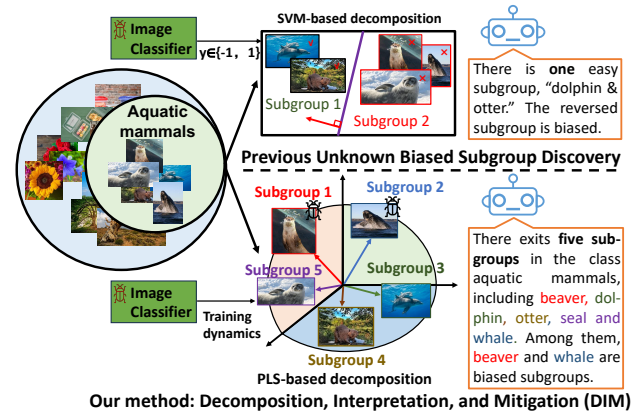 SVM-based decomposition
Image
Classifier
y∈{-1, 1}
Subgroup 1
Subgroup 2
There is one easy
subgroup, “dolphin &
otter.” The reversed
subgroup is biased.
Aquatic
mammals
Previous Unknown Biased Subgroup Discovery
Subgroup 1
Subgroup 2
Subgroup 3
Subgroup 5
Subgroup 4
Image
Classifier
Training
dynamics
PLS-based decomposition
There exits five sub-
groups in the class
aquatic mammals,
including beaver, dol-
phin, otter, seal and
whale. Among them,
beaver and whale are
biased subgroups.
Our method: Decomposition, Interpretation, and Mitigation (DIM)